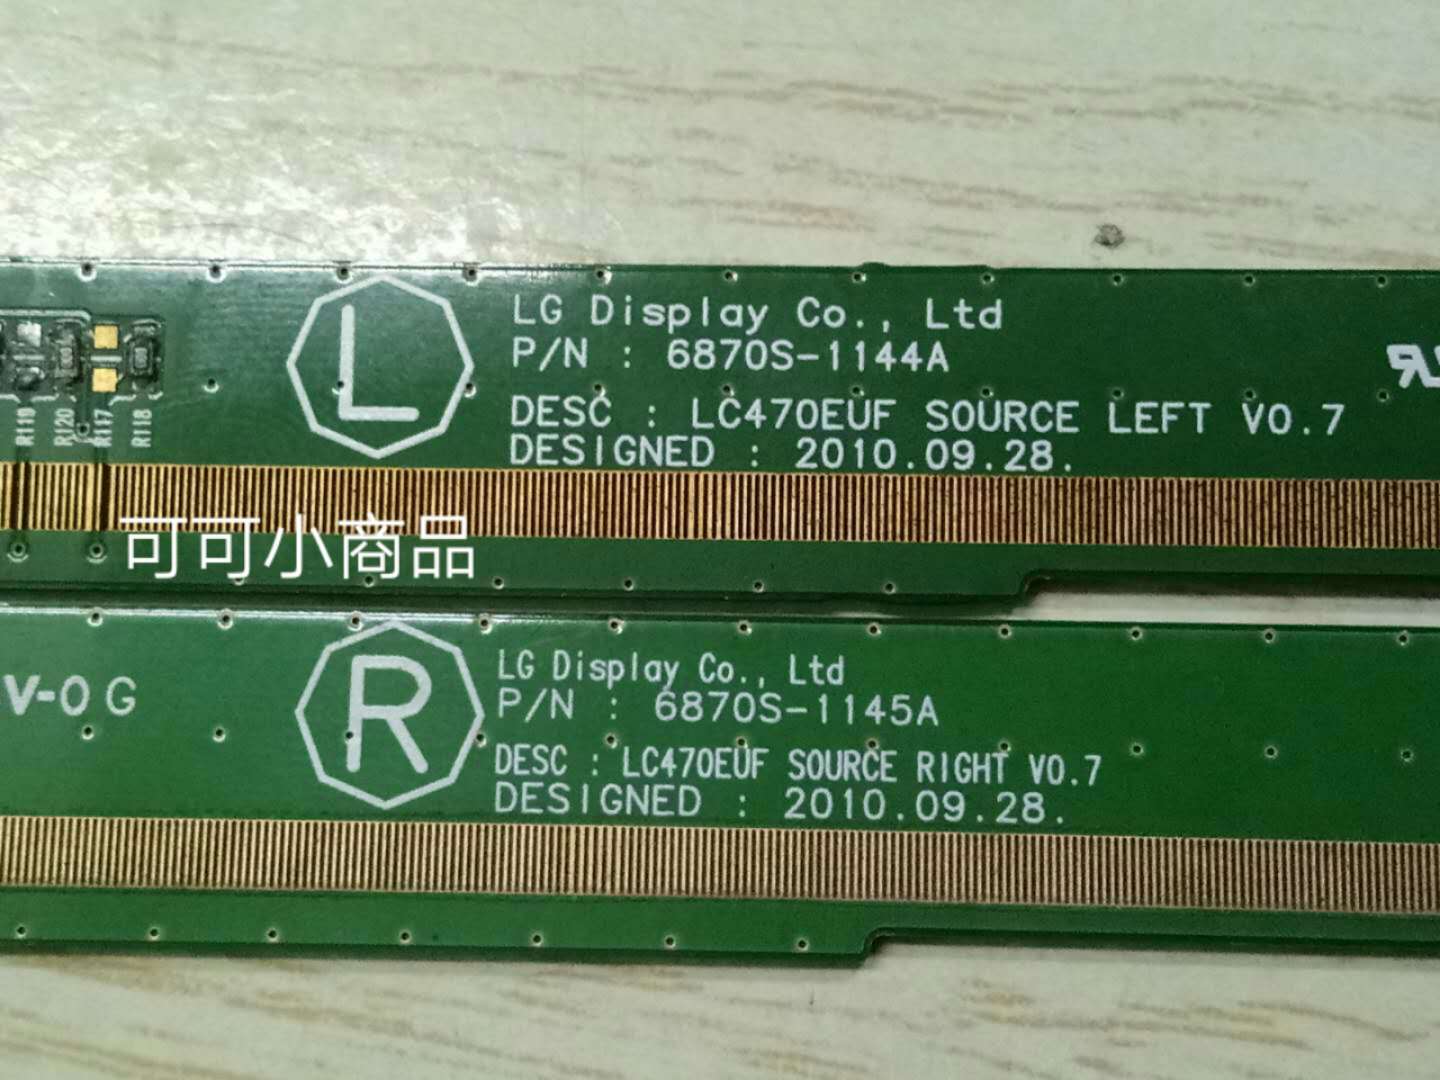 L
LG Display Co., Ltd
P/N : 6870S-1144A
DESC : LC470EUF SOURCE LEFT V0.7
DESIGNED : 2010.09.28.
R119 R120 R117 R118
可可小商品
V-0 G
R
LG Display Co., Ltd
P/N : 6870S-1145A
DESC : LC470EUF SOURCE RIGHT V0.7
DESIGNED : 2010.09.28.